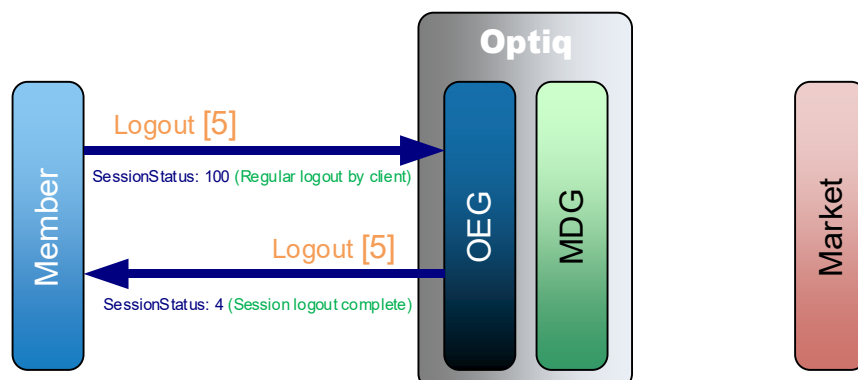 Optiq
Logout [5]
SessionStatus: 100 (Regular logout by client)
Member
OEG
MDG
Market
Logout [5]
SessionStatus: 4 (Session logout complete)